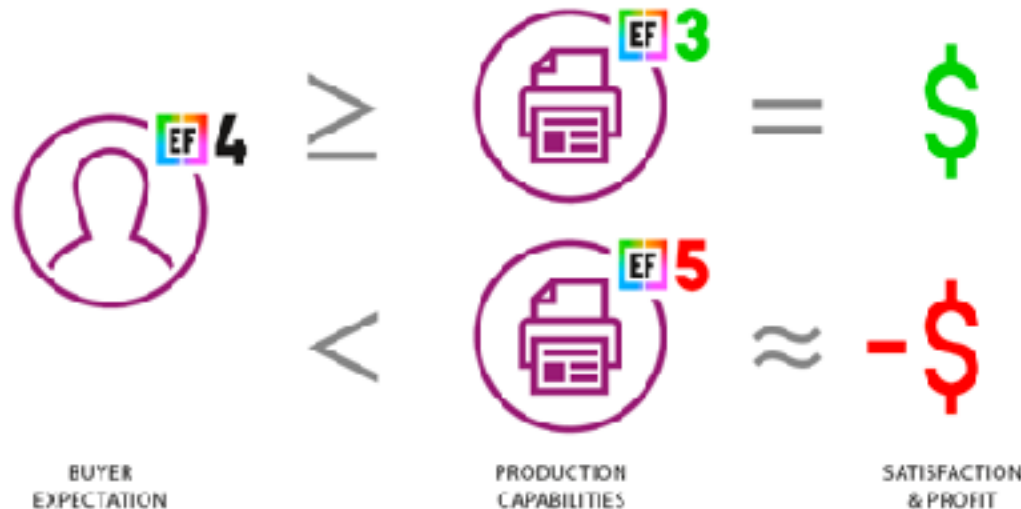 EF 3
EF 4
≥ = $
EF 5
< ≈ -$
BUYER
EXPECTATION
PRODUCTION
CAPABILITIES
SATISFACTION
& PROFIT